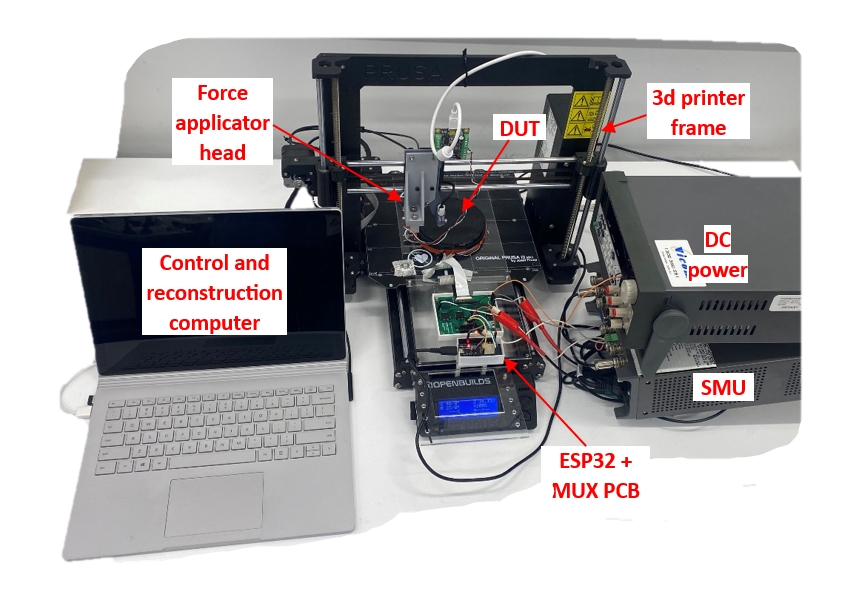 PRUSA
Force
applicator
head
DUT
3d printer
frame
Control and
reconstruction
computer
DC
power
ORIGINAL PRUSA i3
by Josef Prusa
OPENBUILDS
SMU
ESP32 +
MUX PCB